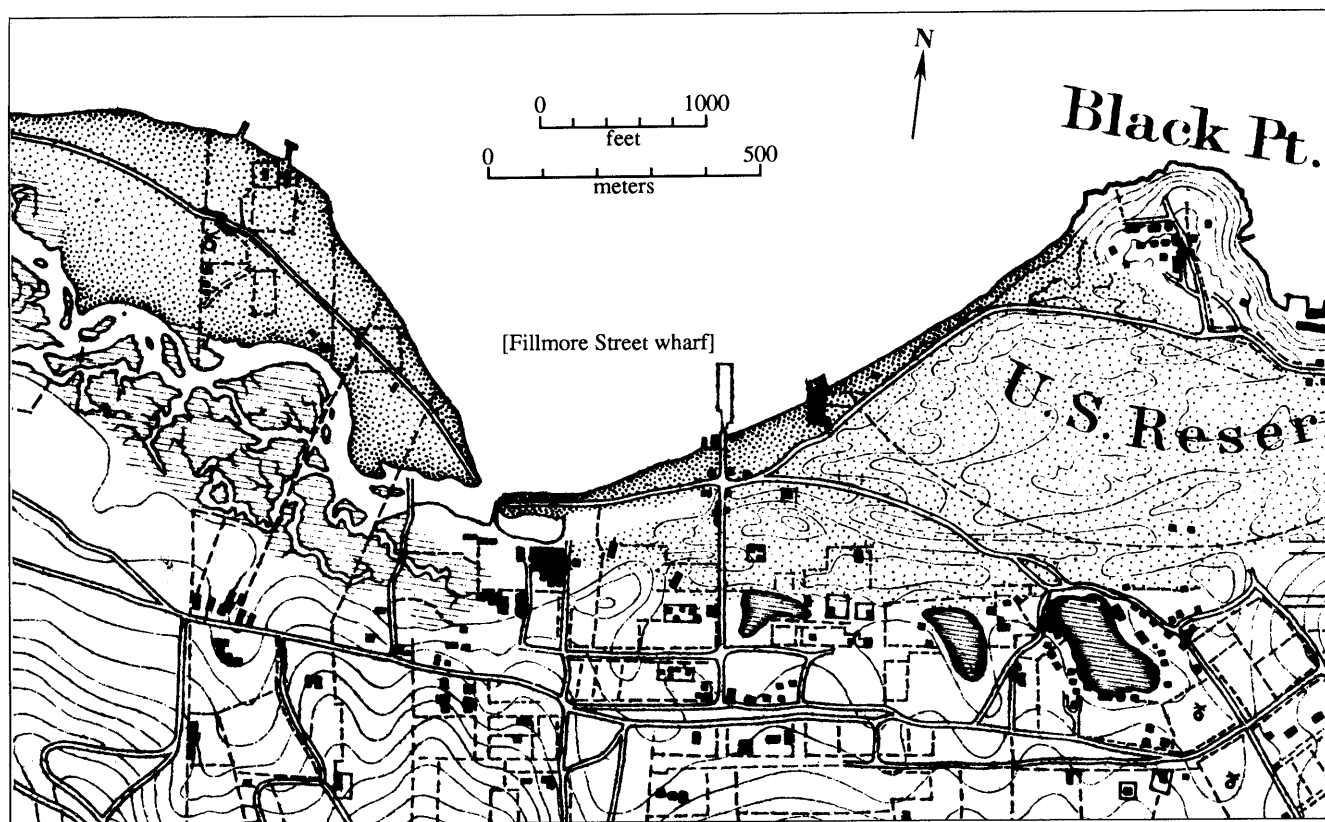 N
0 1000
feet
0 500
meters
Black Pt.
[Fillmore Street wharf]
U.S. Reser